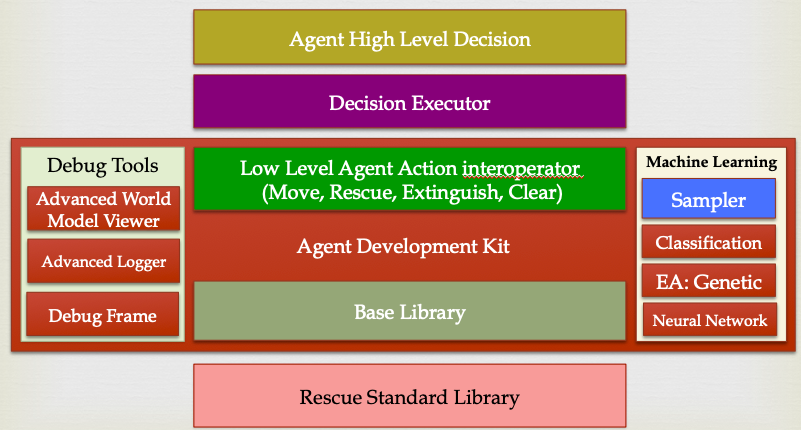 Agent High Level Decision
Decision Executor
Debug Tools
Advanced World
Model Viewer
Advanced Logger
Debug Frame
Low Level Agent Action interoperator
(Move, Rescue, Extinguish, Clear)
Agent Development Kit
Base Library
Machine Learning
Sampler
Classification
EA: Genetic
Neural Network
Rescue Standard Library